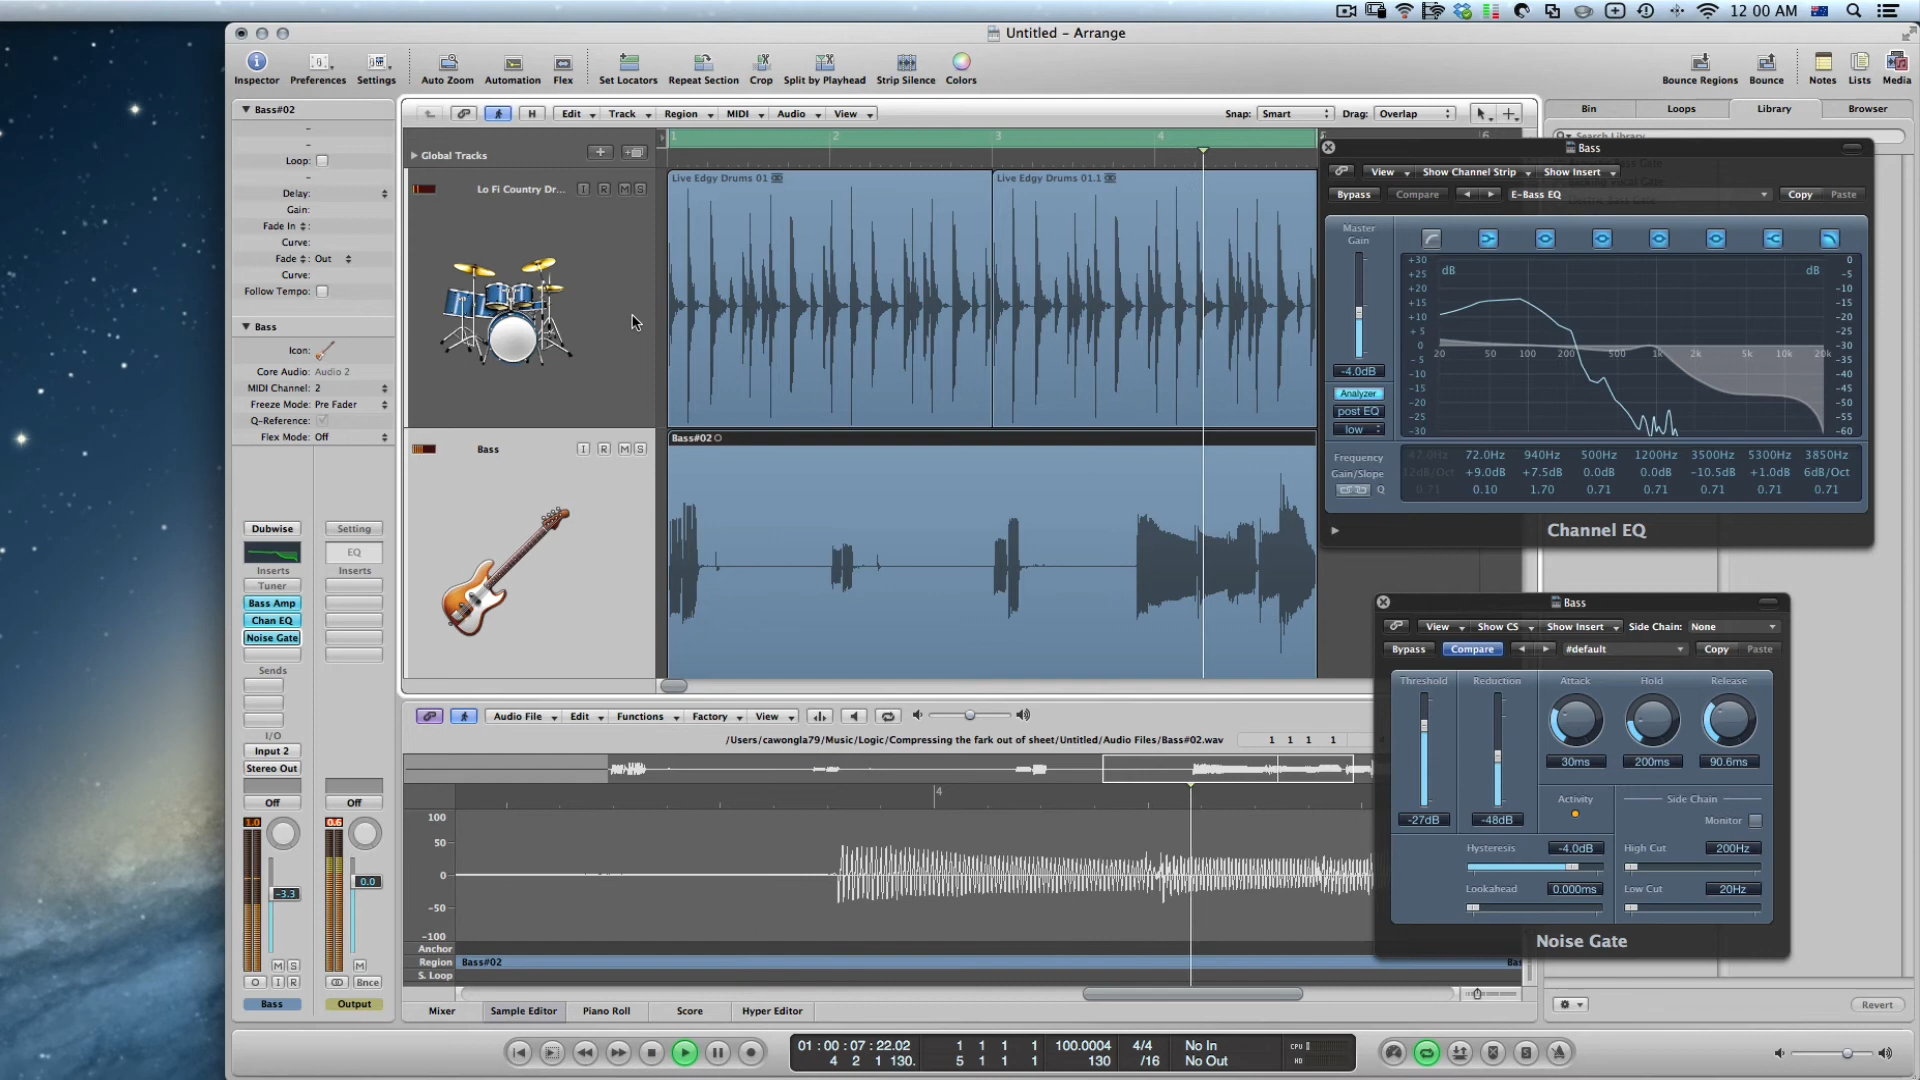 12 00 AM
Untitled – Arrange
Inspector Preferences Settings Auto Zoom Automation Flex Set Locators Repeat Section Crop Split by Playhead Strip Silence Colors Bounce Regions Bounce Notes Lists Media
Bass#02
–
–
Loop:
–
Delay:
Gain:
Fade In :
Curve:
Fade : Out
Curve:
Follow Tempo:
Bass
Icon:
Core Audio: Audio 2
MIDI Channel: 2
Freeze Mode: Pre Fader
Q-Reference:
Flex Mode: Off
Dubwise Setting
EQ
Inserts Inserts
Tuner
Bass Amp
Chan EQ
Noise Gate
Sends
I/O
Input 2
Stereo Out
Off Off
1.0 0.6
-3.3 0.0
M S M
O I R Bnce
Bass Output
H Edit Track Region MIDI Audio View Snap: Smart Drag: Overlap
1 2 3 4 5 6
Global Tracks
Lo Fi Country Dr... I R M S
Live Edgy Drums 01 Live Edgy Drums 01.1
Bass I R M S
Bass#02
Bin Loops Library Browser
Search Library
Bass
View Show Channel Strip Show Insert
Bypass Compare E-Bass EQ Copy Paste
Master
Gain
-4.0dB
Analyzer
post EQ
low
dB dB
+30
+25
+20
+15
+10
+ 5
0
- 5
-10
-15
-20
-25
-30
20 50 100 200 500 1k 2k 5k 10k 20k
0
-5
-10
-15
-20
-25
-30
-35
-40
-45
-50
-55
-60
Frequency 72.0Hz 940Hz 500Hz 1200Hz 3500Hz 5300Hz 3850Hz
Gain/Slope 12dB/Oct +9.0dB +7.5dB 0.0dB 0.0dB -10.5dB +1.0dB 6dB/Oct
Q 0.71 0.10 1.70 0.71 0.71 0.71 0.71 0.71
Channel EQ
Bass
View Show CS Show Insert Side Chain: None
Bypass Compare #default Copy Paste
Threshold Reduction Attack Hold Release
30ms 200ms 90.6ms
-27dB -48dB
Activity Side Chain
Monitor
Hysteresis -4.0dB High Cut 200Hz
Lookahead 0.000ms Low Cut 20Hz
Noise Gate
Audio File Edit Functions Factory View
/Users/cawongla79/Music/Logic/Compressing the fark out of sheet/Untitled/Audio Files/Bass#02.wav 1 1 1 1
4
100
50
0
-50
-100
Anchor
Region Bass#02
S. Loop
Mixer Sample Editor Piano Roll Score Hyper Editor
Revert
01 : 00 : 07 : 22.02 1 1 1 1 100.0004 4/4 No In CPU
4 2 1 130. 5 1 1 1 130 /16 No Out HD